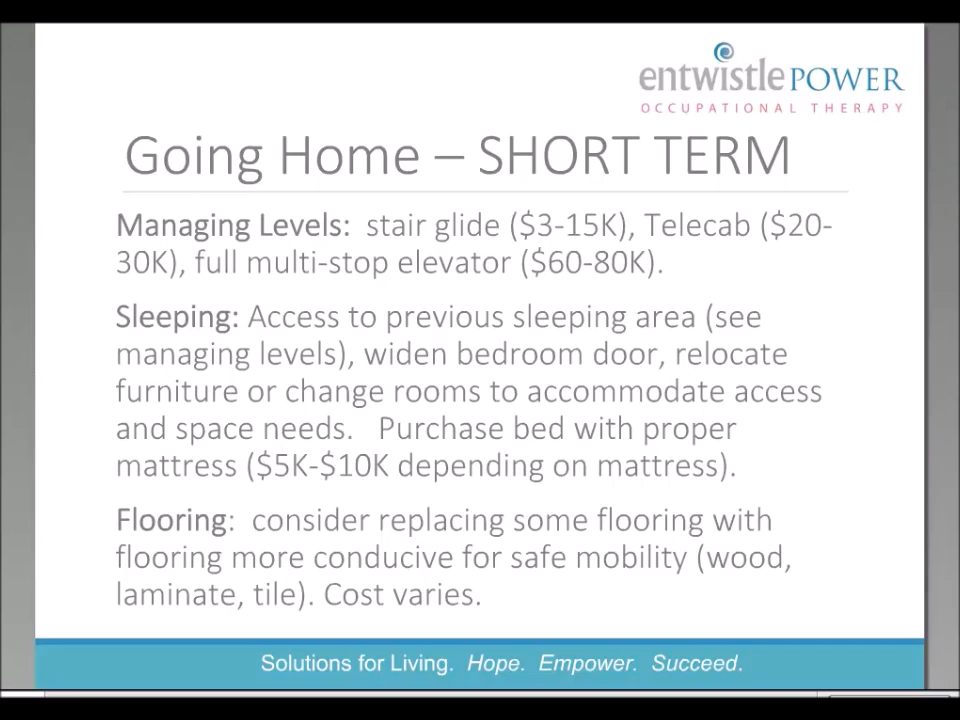 entwistle POWER
OCCUPATIONAL THERAPY
Going Home – SHORT TERM
Managing Levels: stair glide ($3-15K), Telecab ($20-
30K), full multi-stop elevator ($60-80K).
Sleeping: Access to previous sleeping area (see
managing levels), widen bedroom door, relocate
furniture or change rooms to accommodate access
and space needs. Purchase bed with proper
mattress ($5K-$10K depending on mattress).
Flooring: consider replacing some flooring with
flooring more conducive for safe mobility (wood,
laminate, tile). Cost varies.
Solutions for Living. Hope. Empower. Succeed.